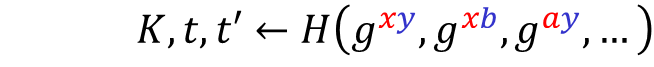 K, t, t′ ← H(g^{xy}, g^{xb}, g^{ay}, … )